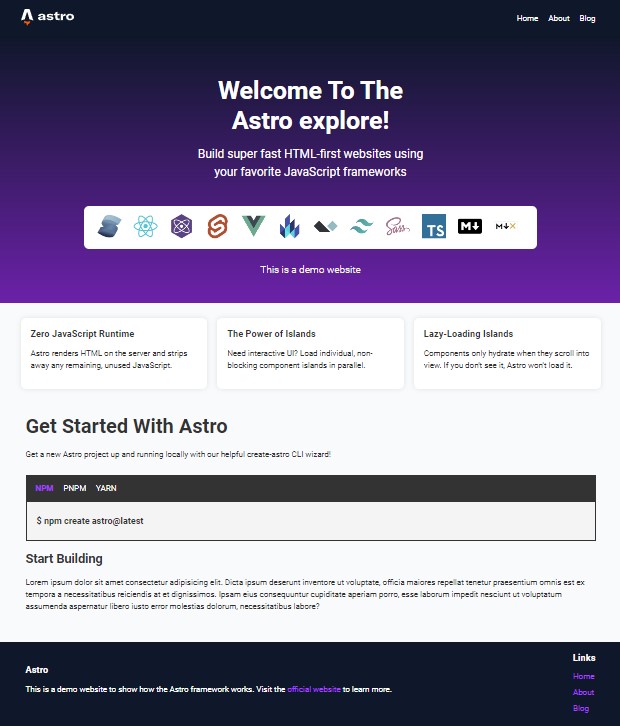 astro
Home About Blog
Welcome To The
Astro explore!
Build super fast HTML-first websites using
your favorite JavaScript frameworks
Sass TS M M X
This is a demo website
Zero JavaScript Runtime
Astro renders HTML on the server and strips
away any remaining, unused JavaScript.
The Power of Islands
Need interactive UI? Load individual, non-
blocking component islands in parallel.
Lazy-Loading Islands
Components only hydrate when they scroll into
view. If you don't see it, Astro won't load it.
Get Started With Astro
Get a new Astro project up and running locally with our helpful create-astro CLI wizard!
NPM PNPM YARN
$ npm create astro@latest
Start Building
Lorem ipsum dolor sit amet consectetur adipisicing elit. Dicta ipsum deserunt inventore ut voluptate, officia maiores repellat tenetur praesentium omnis est ex
tempora a necessitatibus reiciendis at et dignissimos. Ipsam eius consequuntur cupiditate aperiam porro, esse laborum impedit nesciunt ut voluptatum
assumenda aspernatur libero iusto error molestias dolorum, necessitatibus labore?
Astro
This is a demo website to show how the Astro framework works. Visit the official website to learn more.
Links
Home
About
Blog